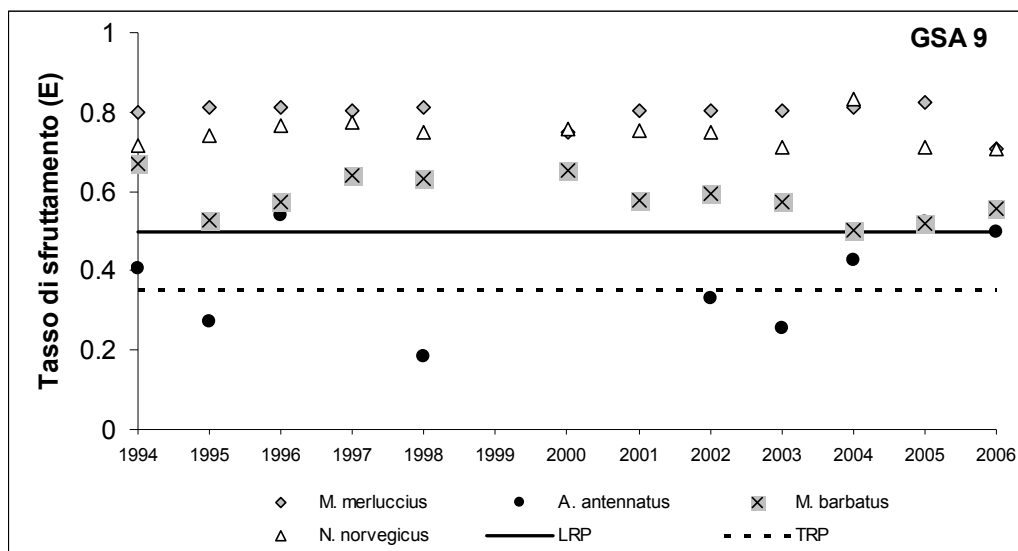 GSA 9
Tasso di sfruttamento (E)
1
0.8
0.6
0.4
0.2
0
1994 1995 1996 1997 1998 1999 2000 2001 2002 2003 2004 2005 2006
M. merluccius A. antennatus M. barbatus
N. norvegicus LRP TRP